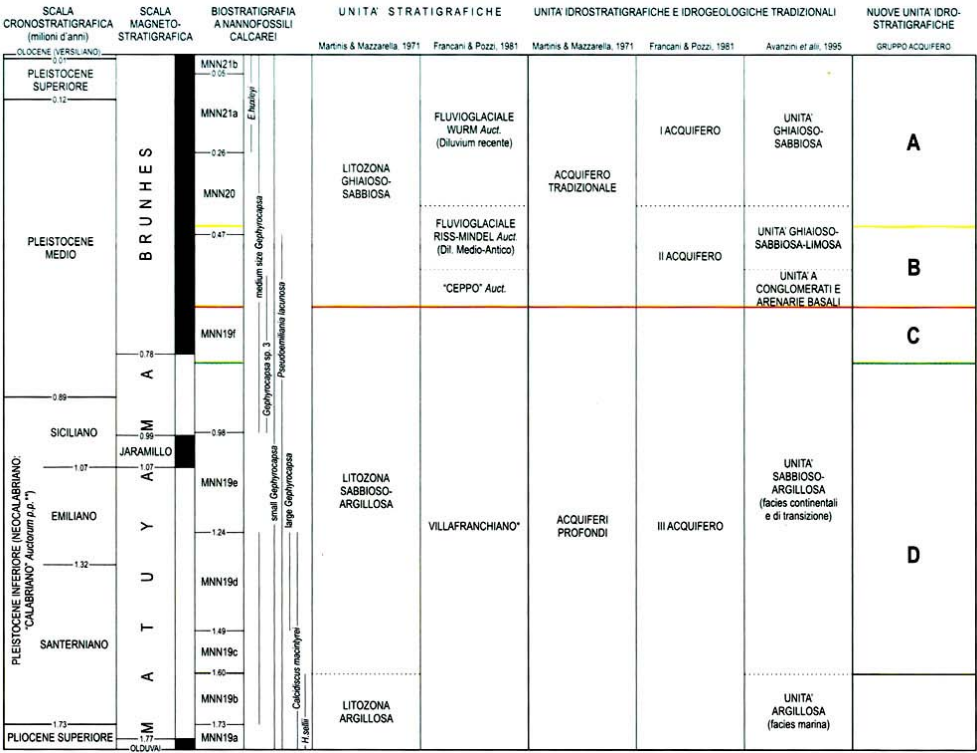 SCALA
CRONOSTRATIGRAFICA
(milioni d'anni)
SCALA
MAGNETO-
STRATIGRAFICA
BIOSTRATIGRAFIA
A NANNOFOSSILI
CALCAREI
UNITA' STRATIGRAFICHE
UNITA' IDROSTRATIGRAFICHE E IDROGEOLOGICHE TRADIZIONALI
NUOVE UNITA' IDRO-
STRATIGRAFICHE
Martinis & Mazzarella, 1971
Francani & Pozzi, 1981
Martinis & Mazzarella, 1971
Francani & Pozzi, 1981
Avanzini et alii, 1995
GRUPPO ACQUIFERO
OLOCENE (VERSILIANO)
0.01
PLEISTOCENE
SUPERIORE
0.12
PLEISTOCENE
MEDIO
0.89
SICILIANO
1.07
EMILIANO
1.32
SANTERNIANO
1.73
PLIOCENE SUPERIORE
PLEISTOCENE INFERIORE (NEOCALABRIANO:
"CALABRIANO" Auctorum p.p.**)
BRUNHES
0.78
MATUYAMA
0.99
JARAMILLO
1.07
1.77
OLDUVAI
MNN21b
0.05
MNN21a
0.26
MNN20
0.47
MNN19f
0.98
MNN19e
1.24
MNN19d
1.49
MNN19c
1.60
MNN19b
1.73
MNN19a
E.huxleyi
medium size Gephyrocapsa
Gephyrocapsa sp. 3
small Gephyrocapsa
Pseudoemiliania lacunosa
large Gephyrocapsa
Calcidiscus macintyrei
H.sellii
LITOZONA
GHIAIOSO-
SABBIOSA
LITOZONA
SABBIOSO-
ARGILLOSA
LITOZONA
ARGILLOSA
FLUVIOGLACIALE
WURM Auct.
(Diluvium recente)
FLUVIOGLACIALE
RISS-MINDEL Auct.
(Dil. Medio-Antico)
"CEPPO" Auct.
VILLAFRANCHIANO*
ACQUIFERO
TRADIZIONALE
ACQUIFERI
PROFONDI
I ACQUIFERO
II ACQUIFERO
III ACQUIFERO
UNITA'
GHIAIOSO-
SABBIOSA
UNITA' GHIAIOSO-
SABBIOSA-LIMOSA
UNITA' A
CONGLOMERATI E
ARENARIE BASALI
UNITA'
SABBIOSO-
ARGILLOSA
(facies continentali
e di transizione)
UNITA'
ARGILLOSA
(facies marina)
A
B
C
D